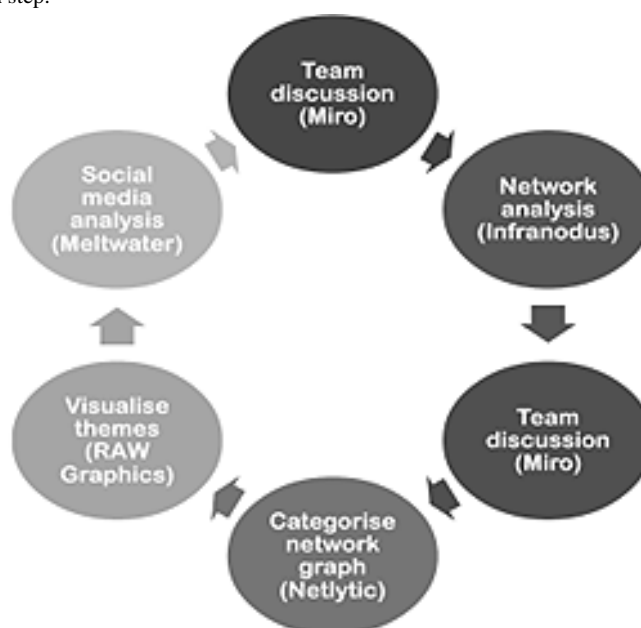 step.
Team
discussion
(Miro)
Network
analysis
(Infranodus)
Team
discussion
(Miro)
Categorise
network
graph
(Netlytic)
Visualise
themes
(RAW
Graphics)
Social
media
analysis
(Meltwater)